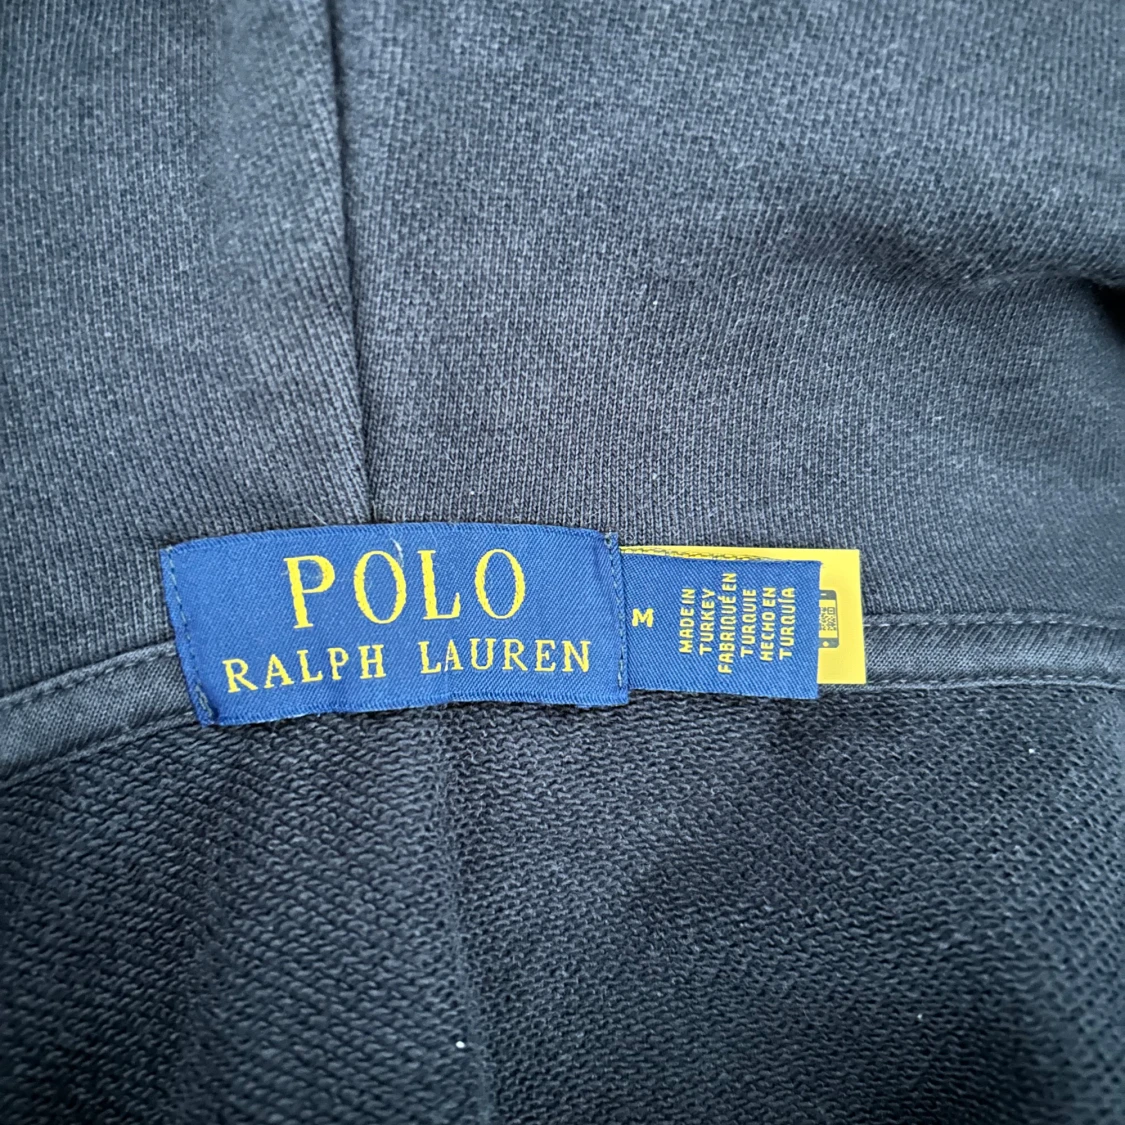 POLO
RALPH LAUREN
M
MADE IN
TURKEY
FABRIQUÉ EN
TURQUIE
HECHO EN
TURQUÍA